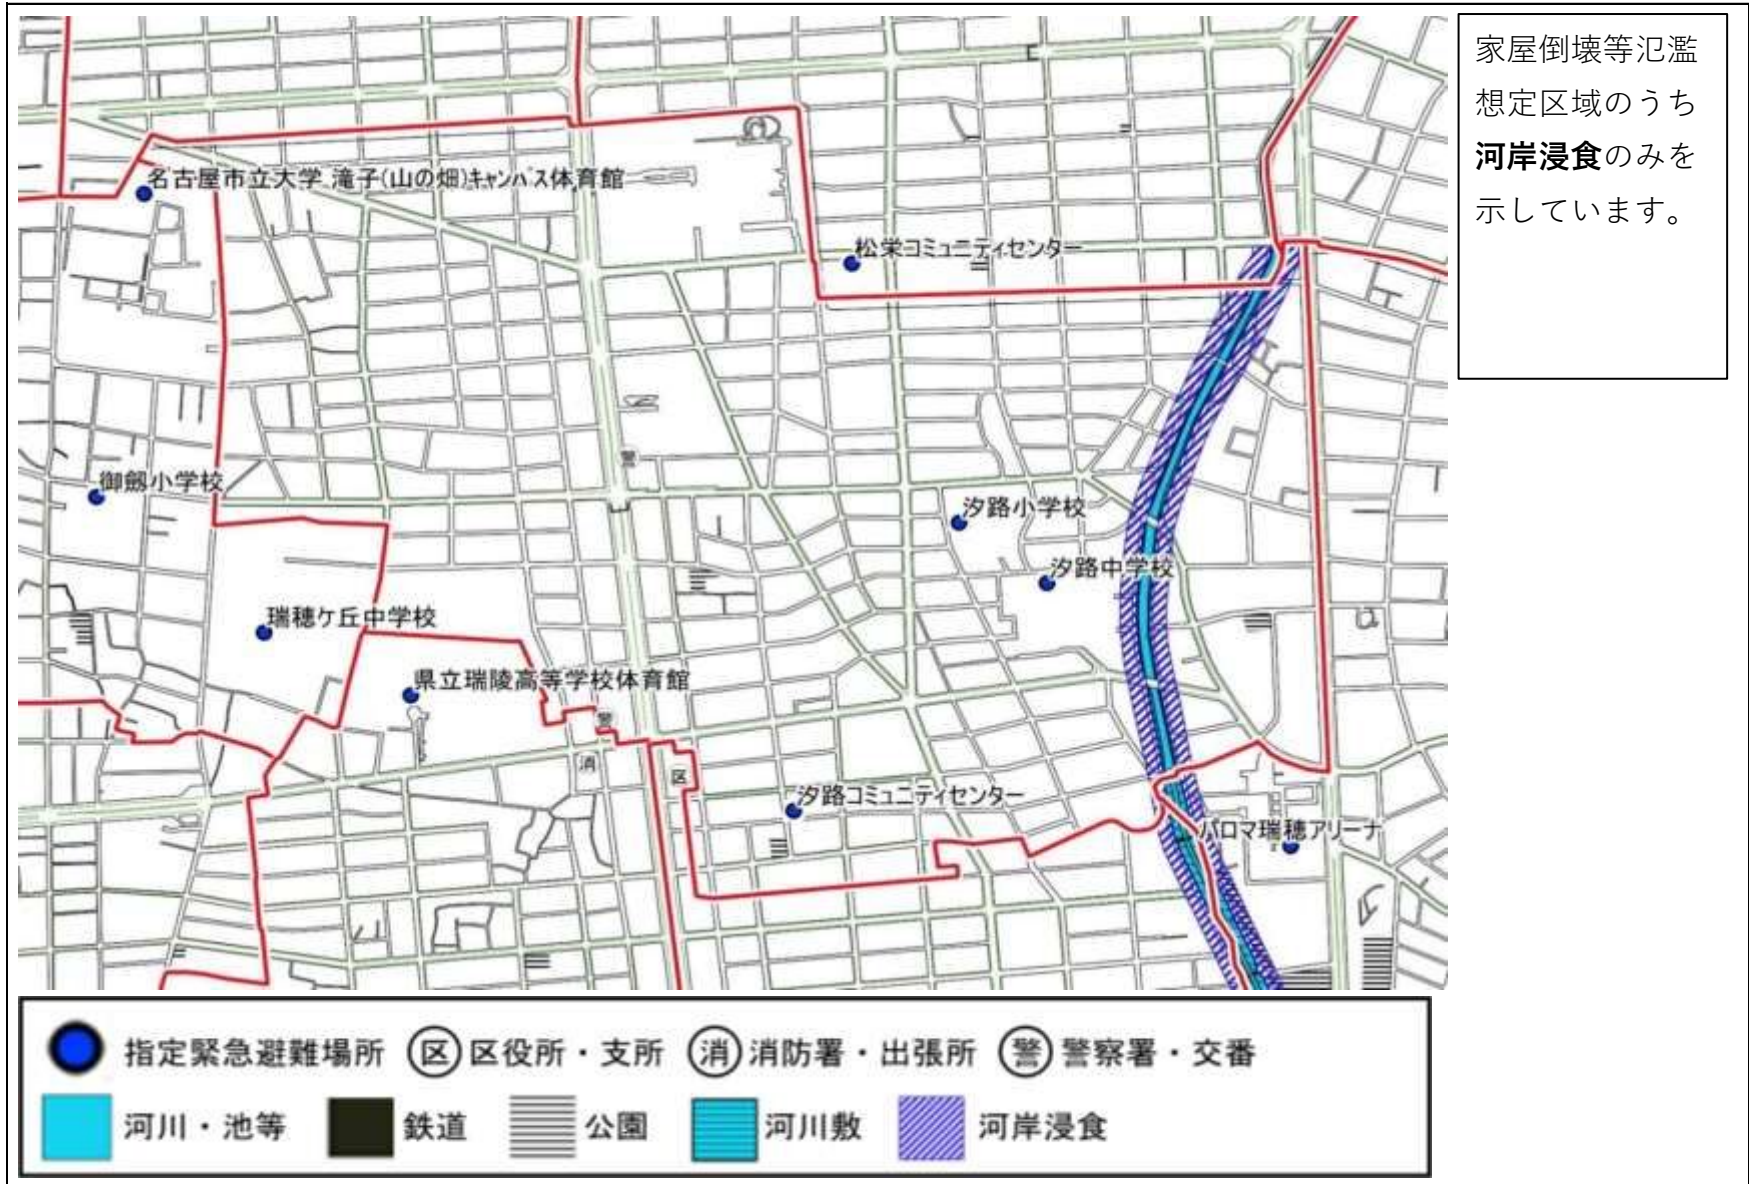 家屋倒壊等氾濫
想定区域のうち
河岸浸食のみを
示しています。
名古屋市立大学 滝子(山の畑)キャンパス体育館
松栄コミュニティセンター
警
御劔小学校
汐路小学校
汐路中学校
瑞穂ケ丘中学校
県立瑞陵高等学校体育館
警
消
区
汐路コミュニティセンター
パロマ瑞穂アリーナ
指定緊急避難場所 区 区役所・支所 消 消防署・出張所 警 警察署・交番
河川・池等 鉄道 公園 河川敷 河岸浸食